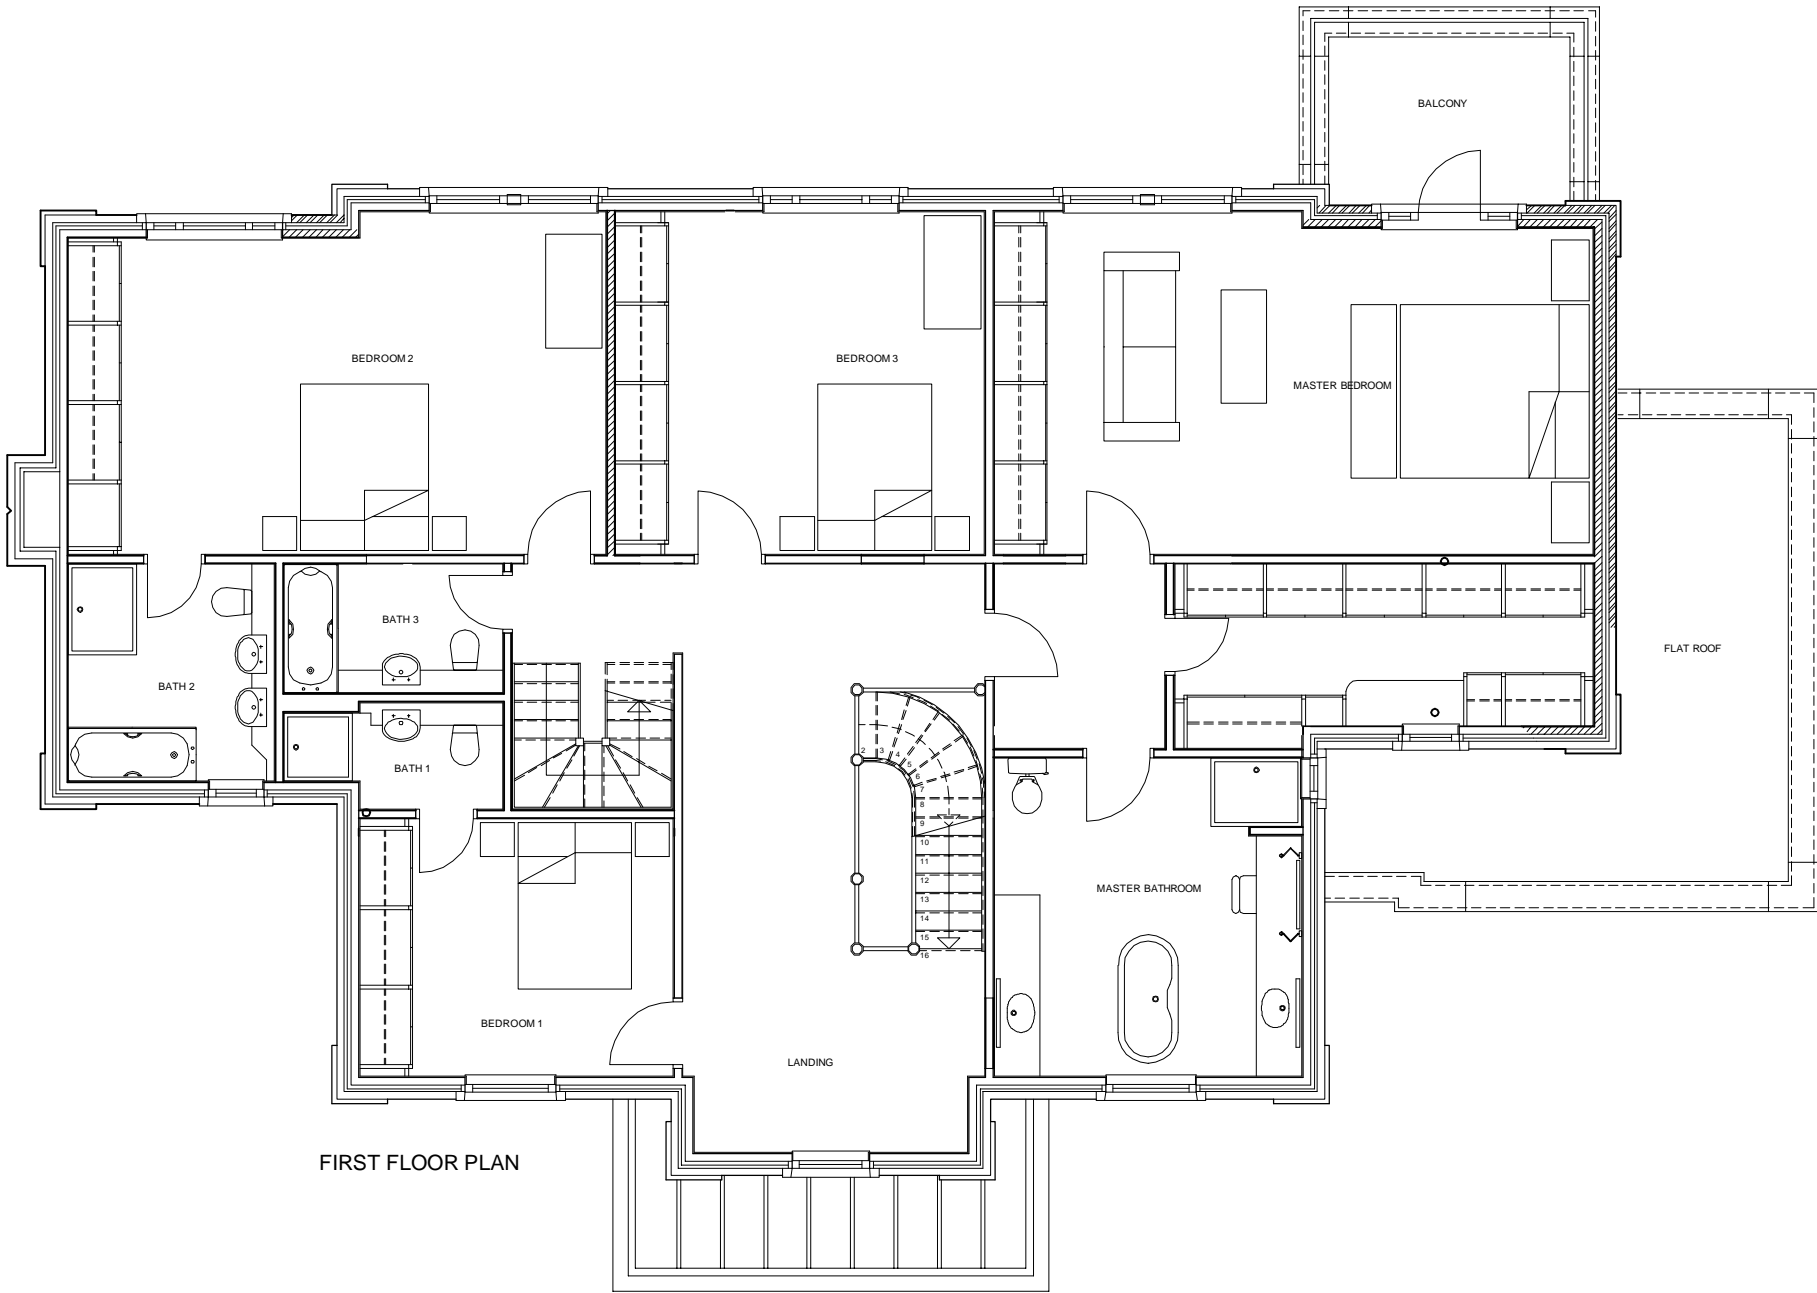 BALCONY
BEDROOM 2
BEDROOM 3
MASTER BEDROOM
BATH 3
FLAT ROOF
BATH 2
2
3
4
5
6
7
8
9
10
11
12
13
14
15
16
BATH 1
MASTER BATHROOM
BEDROOM 1
LANDING
FIRST FLOOR PLAN